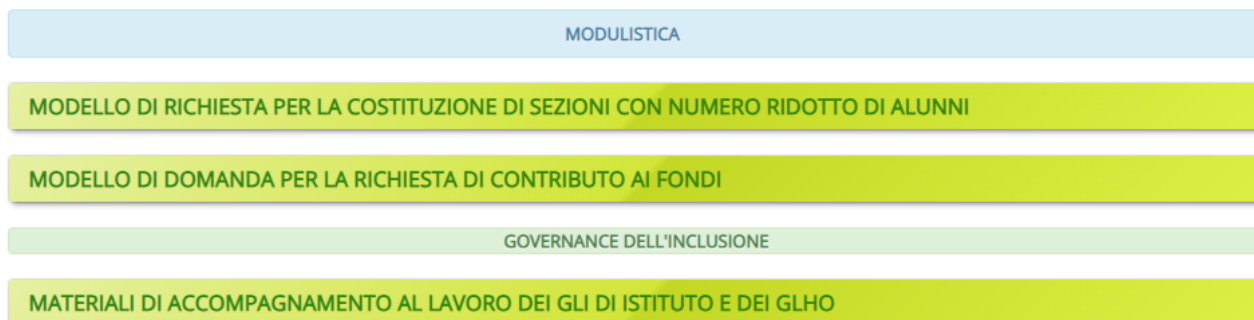 MODULISTICA
MODELLO DI RICHIESTA PER LA COSTITUZIONE DI SEZIONI CON NUMERO RIDOTTO DI ALUNNI
MODELLO DI DOMANDA PER LA RICHIESTA DI CONTRIBUTO AI FONDI
GOVERNANCE DELL'INCLUSIONE
MATERIALI DI ACCOMPAGNAMENTO AL LAVORO DEI GLI DI ISTITUTO E DEI GLHO